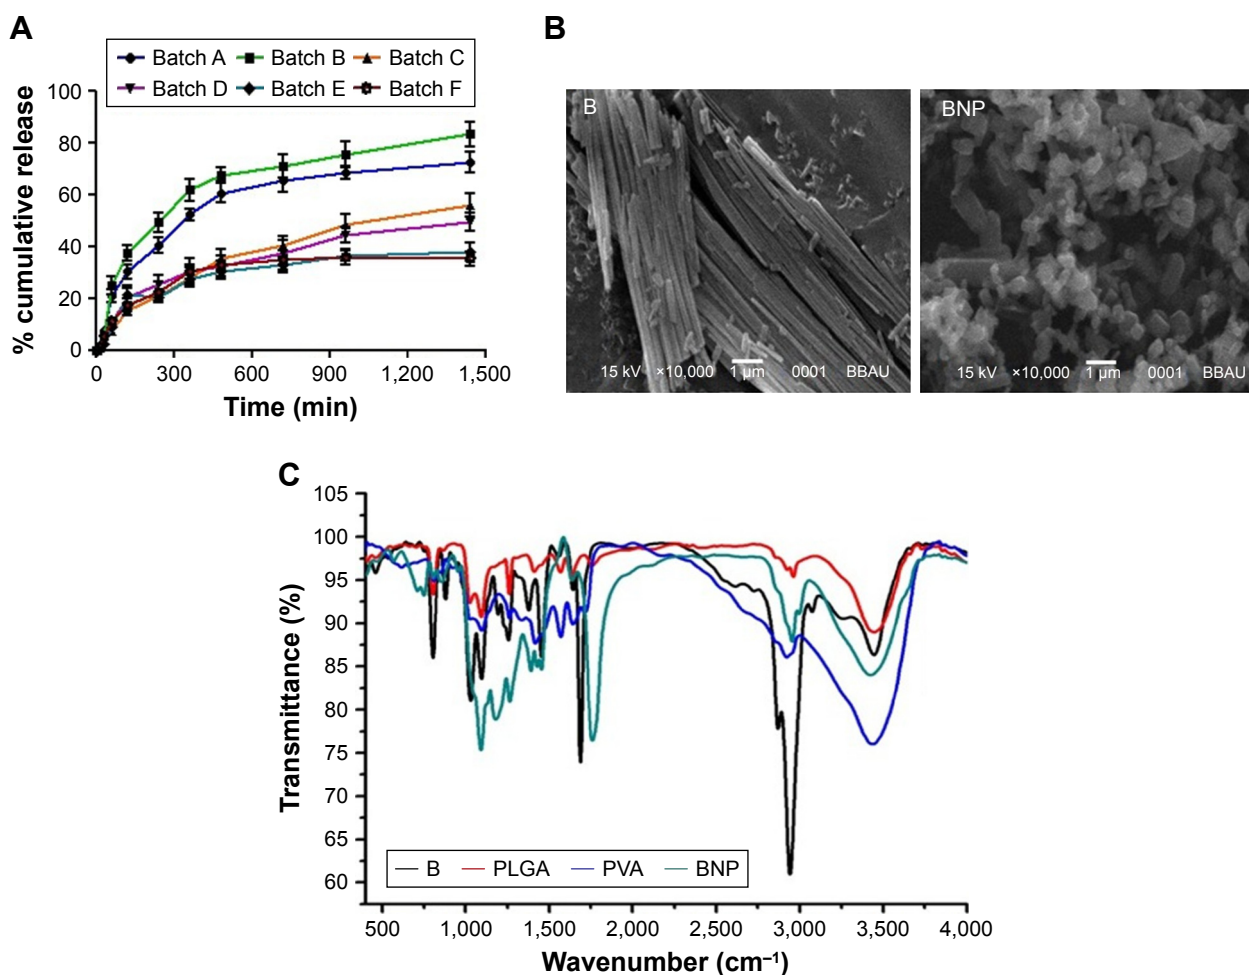 A
Batch A Batch B Batch C
Batch D Batch E Batch F
% cumulative release
100
80
60
40
20
0
0 300 600 900 1,200 1,500
Time (min)
B
B
15 kV ×10,000 1 µm 0001 BBAU
BNP
15 kV ×10,000 1 µm 0001 BBAU
C
Transmittance (%)
105
100
95
90
85
80
75
70
65
60
B PLGA PVA BNP
500 1,000 1,500 2,000 2,500 3,000 3,500 4,000
Wavenumber (cm⁻¹)